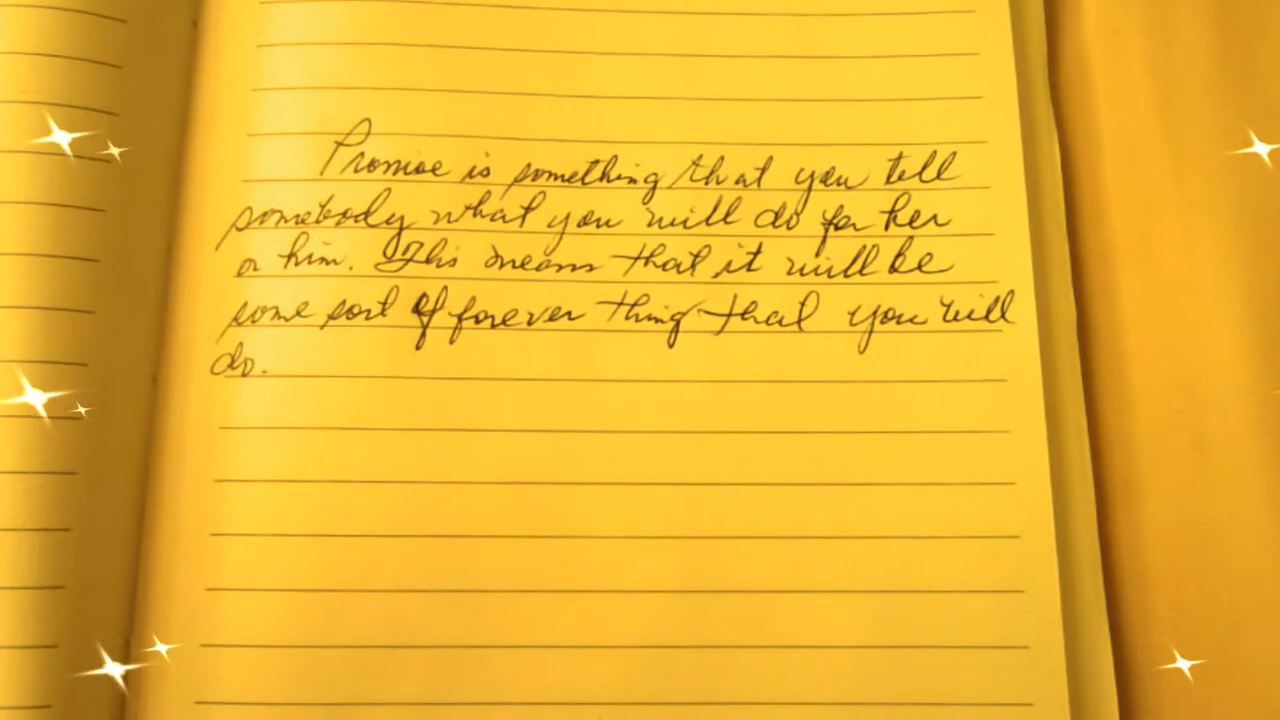 Promise is something that you tell
somebody what you will do for her
or him. This means that it will be
some sort of forever thing that you will
do.